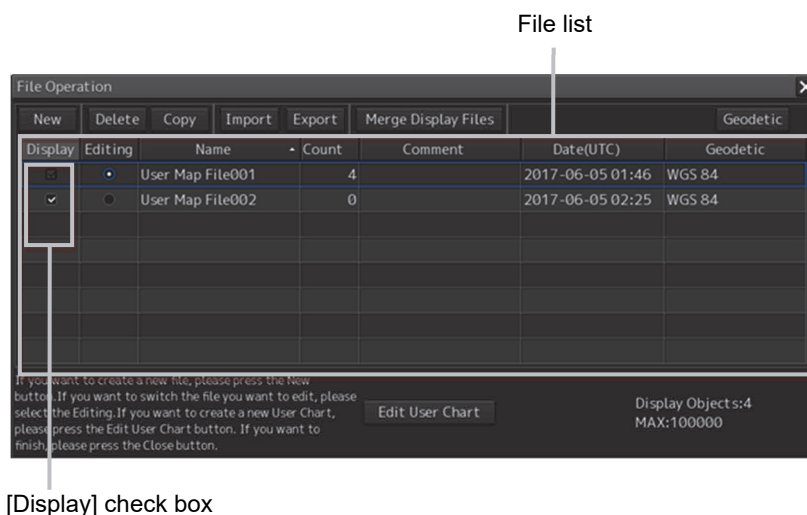 File list
File Operation
New Delete Copy Import Export Merge Display Files Geodetic
Display Editing Name Count Comment Date(UTC) Geodetic
User Map File001 4 2017-06-05 01:46 WGS 84
User Map File002 0 2017-06-05 02:25 WGS 84
If you want to create a new file, please press the New
button.If you want to switch the file you want to edit, please
select the Editing.If you want to create a new User Chart,
please press the Edit User Chart button. If you want to
finish,please press the Close button.
Edit User Chart
Display Objects:4
MAX:100000
[Display] check box